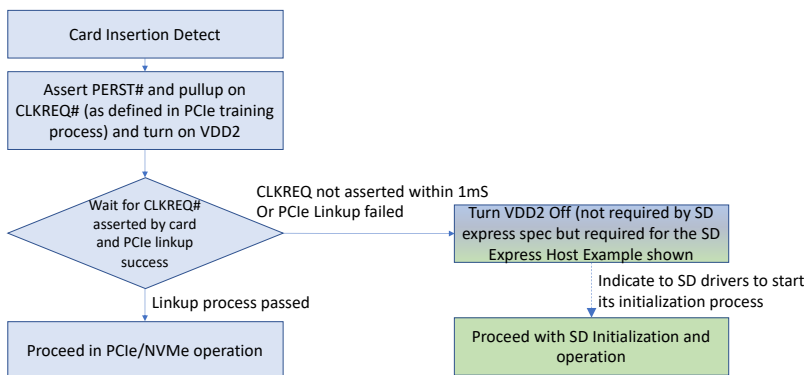 Card Insertion Detect
Assert PERST# and pullup on
CLKREQ# (as defined in PCIe training
process) and turn on VDD2
Wait for CLKREQ#
asserted by card
and PCIe linkup
success
CLKREQ not asserted within 1mS
Or PCIe Linkup failed
Turn VDD2 Off (not required by SD
express spec but required for the SD
Express Host Example shown
Indicate to SD drivers to start
its initialization process
Linkup process passed
Proceed in PCIe/NVMe operation
Proceed with SD Initialization and
operation